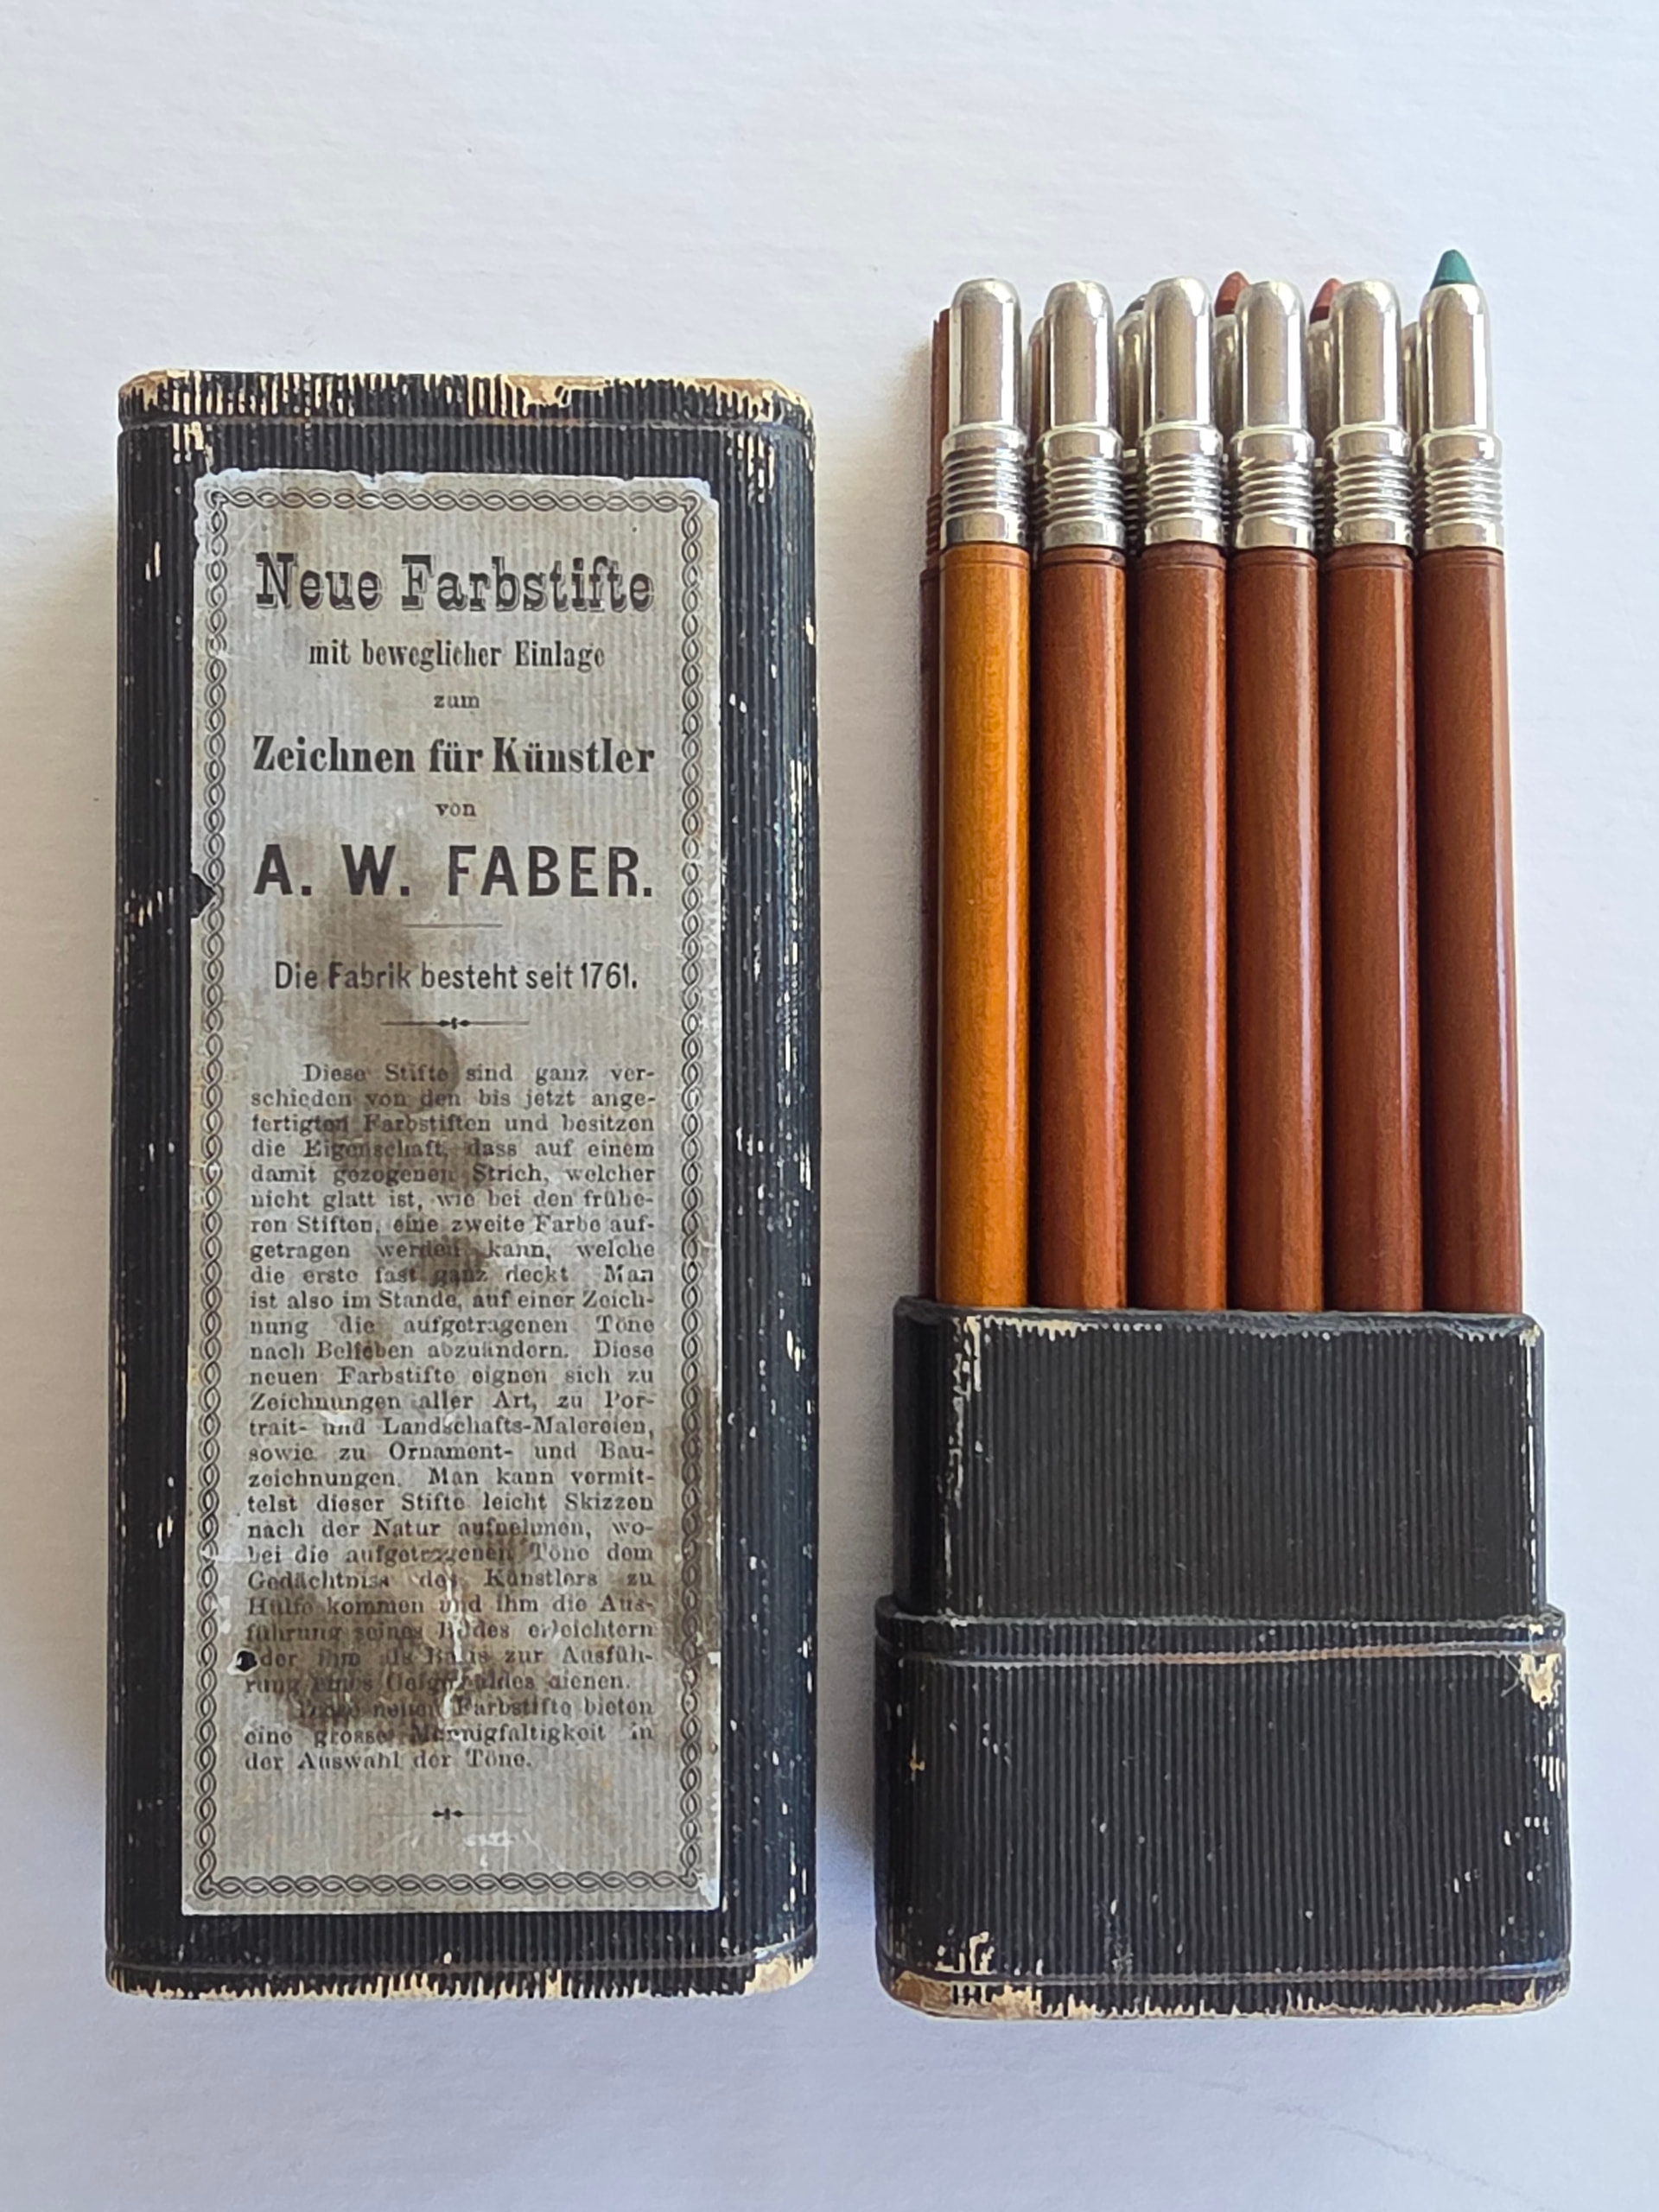 Neue Farbstifte
mit beweglicher Einlage
zum
Zeichnen für Künstler
von
A. W. FABER.
Die Fabrik besteht seit 1761.
Diese Stifte sind ganz ver-
schieden von den bis jetzt ange-
fertigten Farbstiften und besitzen
die Eigenschaft, dass auf einem
damit gezogenen Strich, welcher
nicht glatt ist, wie bei den frühe-
ren Stiften, eine zweite Farbe auf-
getragen werden kann, welche
die erste fast ganz deckt. Man
ist also im Stande, auf einer Zeich-
nung die aufgetragenen Töne
nach Belieben abzuändern. Diese
neuen Farbstifte eignen sich zu
Zeichnungen aller Art, zu Por-
trait- und Landschafts-Malereien,
sowie zu Ornament- und Bau-
zeichnungen. Man kann vermit-
telst dieser Stifte leicht Skizzen
nach der Natur aufnehmen, wo-
bei die aufgetragenen Töne dem
Gedächtniss des Künstlers zu
Hülfe kommen und ihm die Aus-
führung seines Bildes erleichtern
oder ihm als Basis zur Ausfüh-
rung eines Oelgemäldes dienen.
Diese neuen Farbstifte bieten
eine grosse Mannigfaltigkeit in
der Auswahl der Töne.